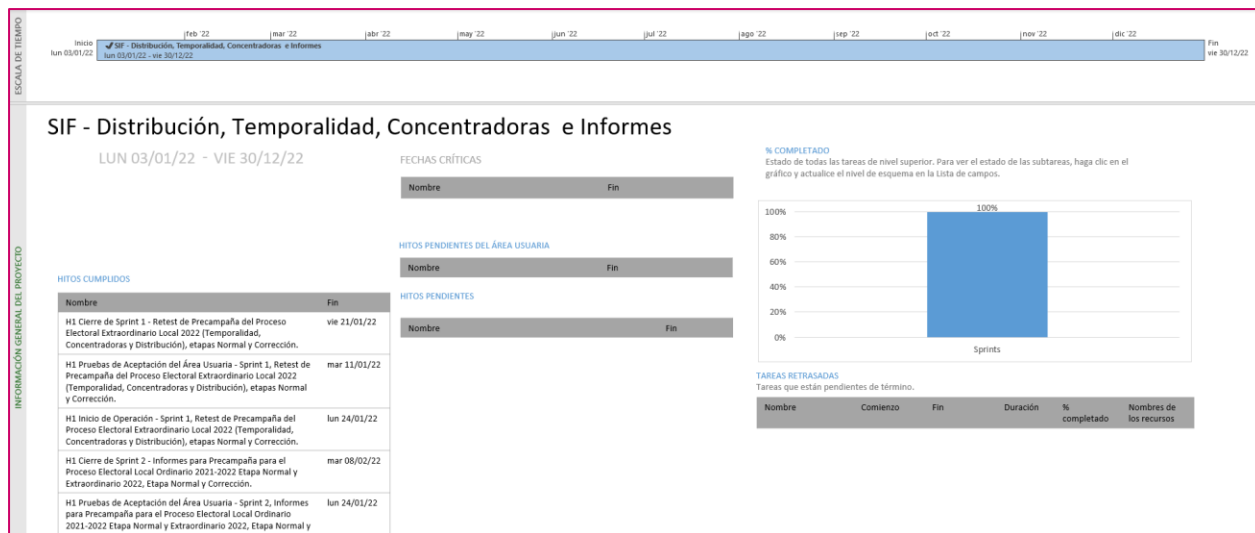 ESCALA DE TIEMPO
feb '22 mar '22 abr '22 may '22 jun '22 jul '22 ago '22 sep '22 oct '22 nov '22 dic '22
Inicio
lun 03/01/22
SIF - Distribución, Temporalidad, Concentradoras e Informes
lun 03/01/22 - vie 30/12/22
Fin
vie 30/12/22
INFORMACIÓN GENERAL DEL PROYECTO
SIF - Distribución, Temporalidad, Concentradoras e Informes
LUN 03/01/22 - VIE 30/12/22
HITOS CUMPLIDOS
Nombre Fin
H1 Cierre de Sprint 1 - Retest de Precampaña del Proceso vie 21/01/22
Electoral Extraordinario Local 2022 (Temporalidad,
Concentradoras y Distribución), etapas Normal y Corrección.
H1 Pruebas de Aceptación del Área Usuaria - Sprint 1, Retest de mar 11/01/22
Precampaña del Proceso Electoral Extraordinario Local 2022
(Temporalidad, Concentradoras y Distribución), etapas Normal
y Corrección.
H1 Inicio de Operación - Sprint 1, Retest de Precampaña del lun 24/01/22
Proceso Electoral Extraordinario Local 2022 (Temporalidad,
Concentradoras y Distribución), etapas Normal y Corrección.
H1 Cierre de Sprint 2 - Informes para Precampaña para el mar 08/02/22
Proceso Electoral Local Ordinario 2021-2022 Etapa Normal y
Extraordinario 2022, Etapa Normal y Corrección.
H1 Pruebas de Aceptación del Área Usuaria - Sprint 2, Informes lun 24/01/22
para Precampaña para el Proceso Electoral Local Ordinario
2021-2022 Etapa Normal y Extraordinario 2022, Etapa Normal y
FECHAS CRÍTICAS
Nombre Fin
HITOS PENDIENTES DEL ÁREA USUARIA
Nombre Fin
HITOS PENDIENTES
Nombre Fin
% COMPLETADO
Estado de todas las tareas de nivel superior. Para ver el estado de las subtareas, haga clic en el
gráfico y actualice el nivel de esquema en la Lista de campos.
100%
100%
80%
60%
40%
20%
0%
Sprints
TAREAS RETRASADAS
Tareas que están pendientes de término.
Nombre Comienzo Fin Duración % completado Nombres de los recursos